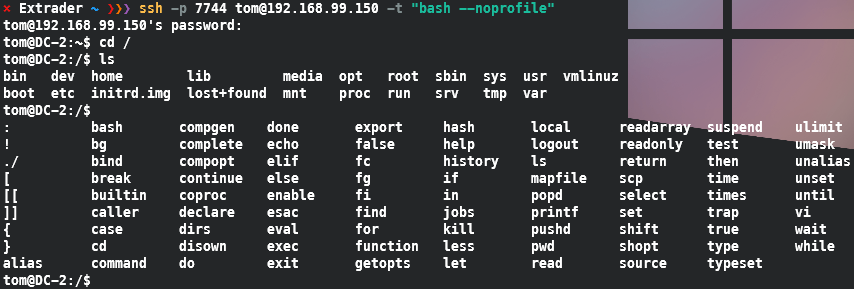 × Extrader ~ ❯❯❯ ssh -p 7744 tom@192.168.99.150 -t "bash --noprofile"
tom@192.168.99.150's password:
tom@DC-2:~$ cd /
tom@DC-2:/$ ls
bin dev home lib media opt root sbin sys usr vmlinuz
boot etc initrd.img lost+found mnt proc run srv tmp var
tom@DC-2:/$
: bash compgen done export hash local readarray suspend ulimit
! bg complete echo false help logout readonly test umask
./ bind compopt elif fc history ls return then unalias
[ break continue else fg if mapfile scp time unset
[[ builtin coproc enable fi in popd select times until
]] caller declare esac find jobs printf set trap vi
{ case dirs eval for kill pushd shift true wait
} cd disown exec function less pwd shopt type while
alias command do exit getopts let read source typeset
tom@DC-2:/$